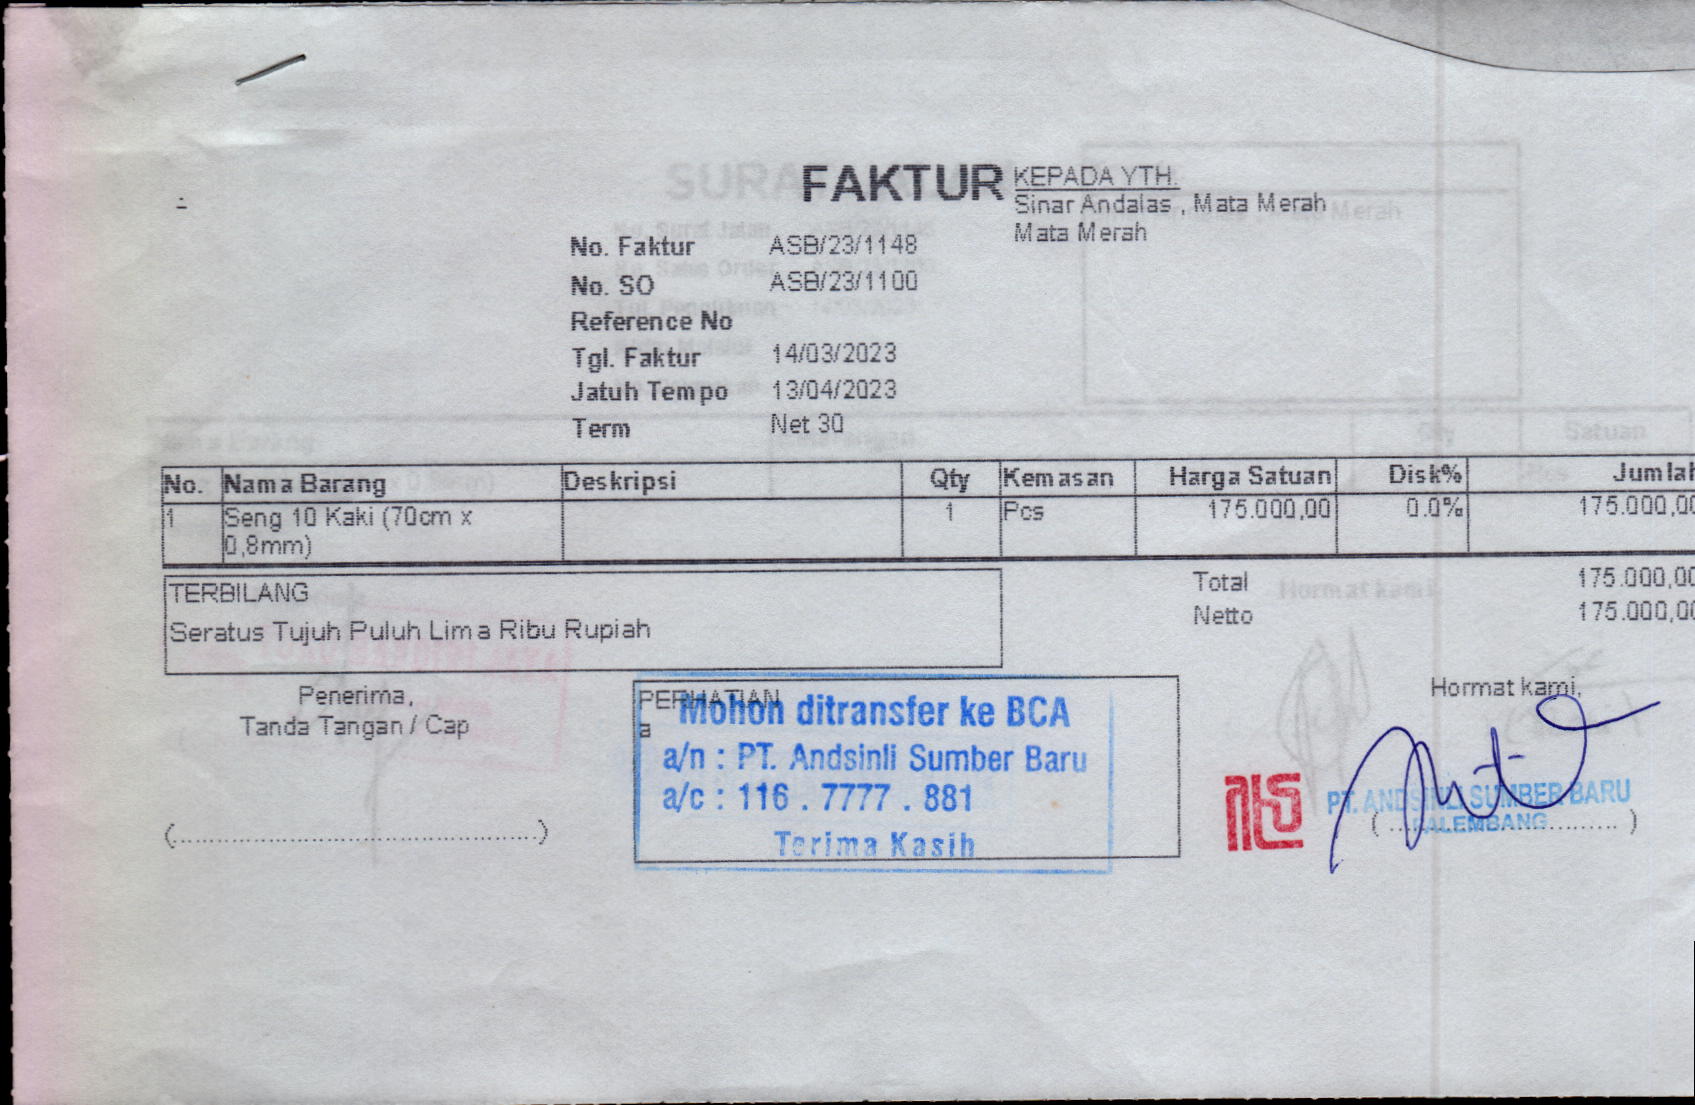 FAKTUR
KEPADA YTH.
Sinar Andalas , Mata Merah
Mata Merah
No. Faktur ASB/23/1148
No. SO ASB/23/1100
Reference No
Tgl. Faktur 14/03/2023
Jatuh Tempo 13/04/2023
Term Net 30
No. Nama Barang Deskripsi Qty Kemasan Harga Satuan Disk% Jumlah
1 Seng 10 Kaki (70cm x 1 Pcs 175.000,00 0.0% 175.000,00
0,8mm)
TERBILANG
Seratus Tujuh Puluh Lima Ribu Rupiah
Total 175.000,00
Netto 175.000,00
Penerima,
Tanda Tangan / Cap
(........................................)
PERHATIAN
a
Mohon ditransfer ke BCA
a/n : PT. Andsinli Sumber Baru
a/c : 116 . 7777 . 881
Terima Kasih
Hormat kami,
PT. ANDSINLI SUMBER BARU
PALEMBANG